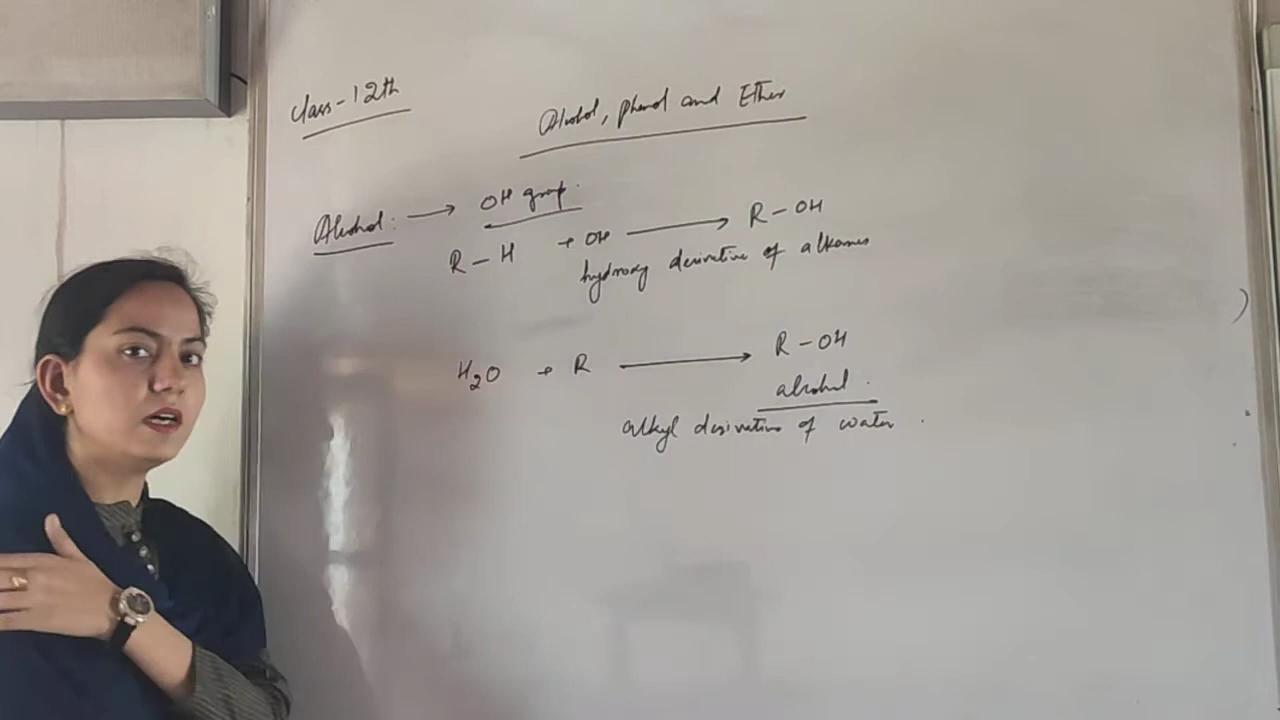 Class-12th
Alcohol, phenol and Ether
Alcohol: → OH group.
R-H + OH ⟶ R-OH
hydroxy derivative of alkanes
H2O + R ⟶ R-OH
alcohol.
alkyl derivative of water.